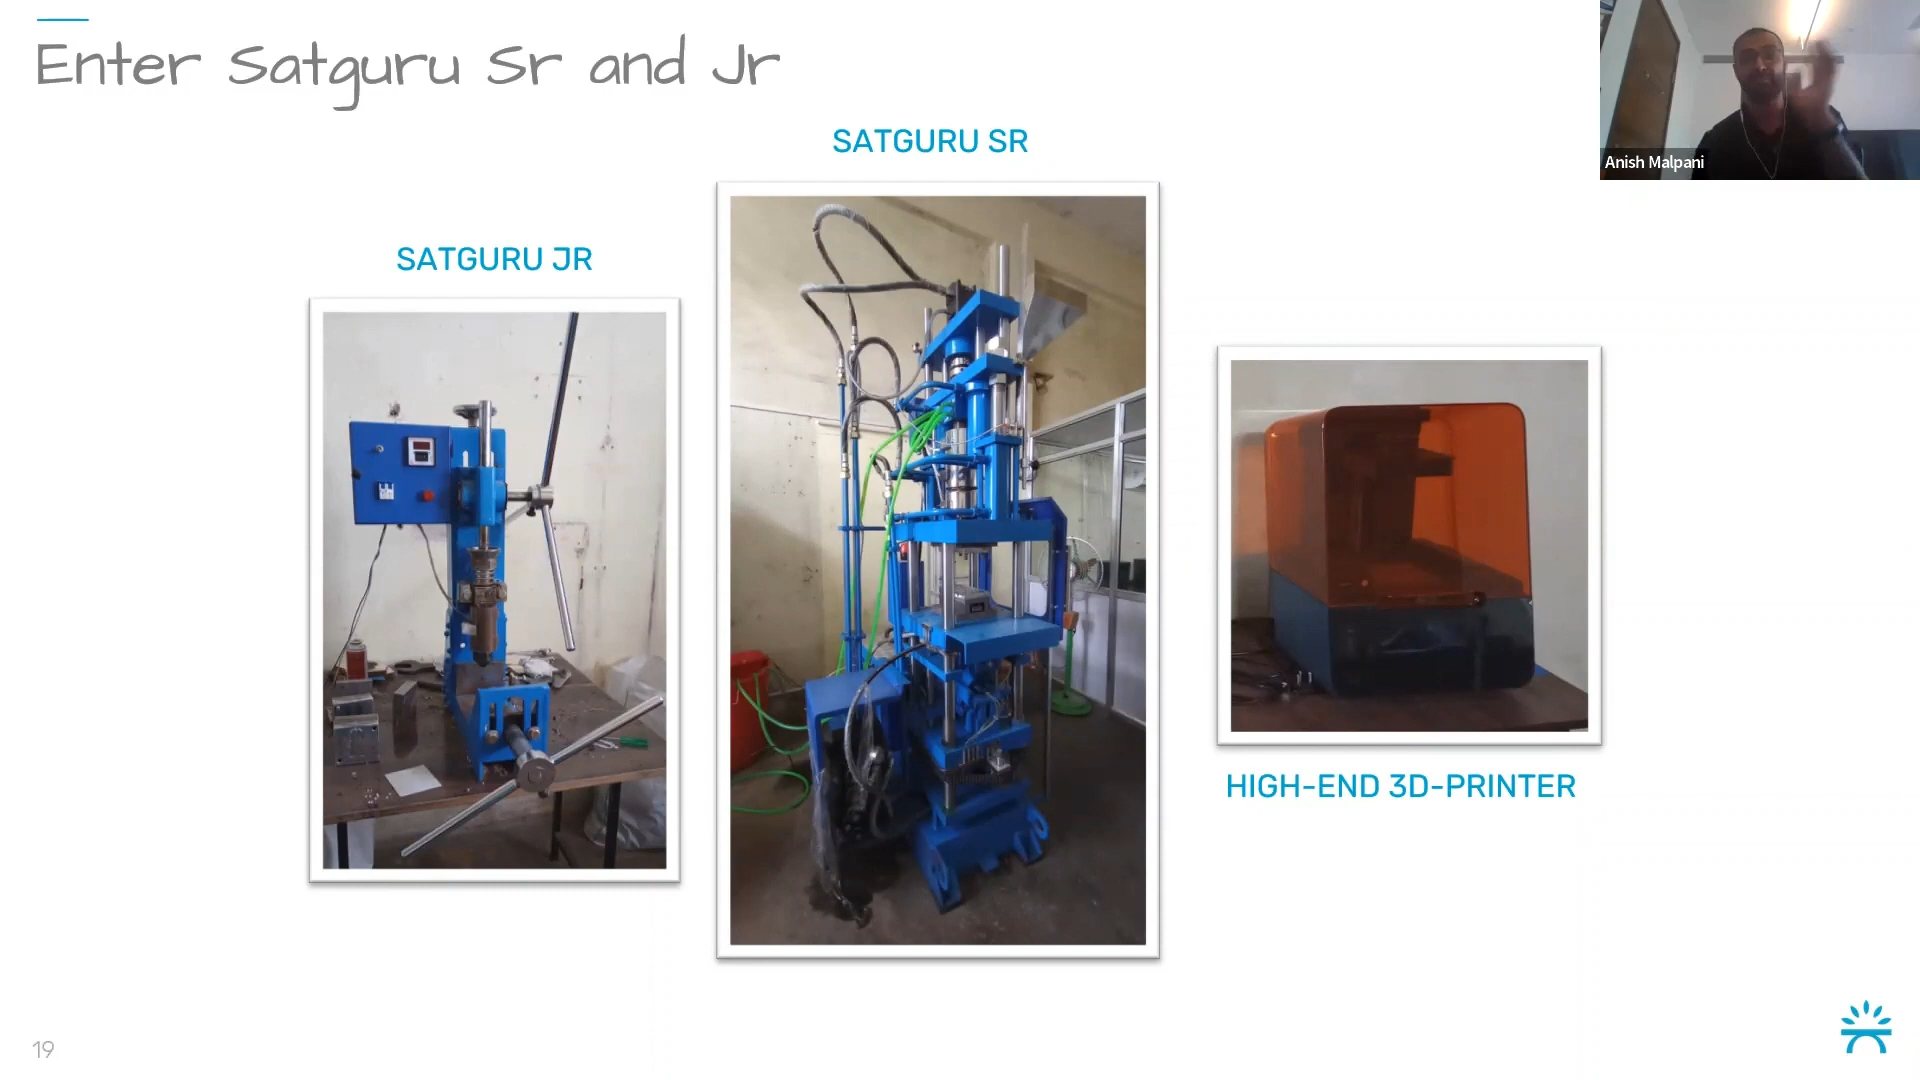 Enter Satguru Sr and Jr
Anish Malpani
SATGURU SR
SATGURU JR
HIGH-END 3D-PRINTER
19